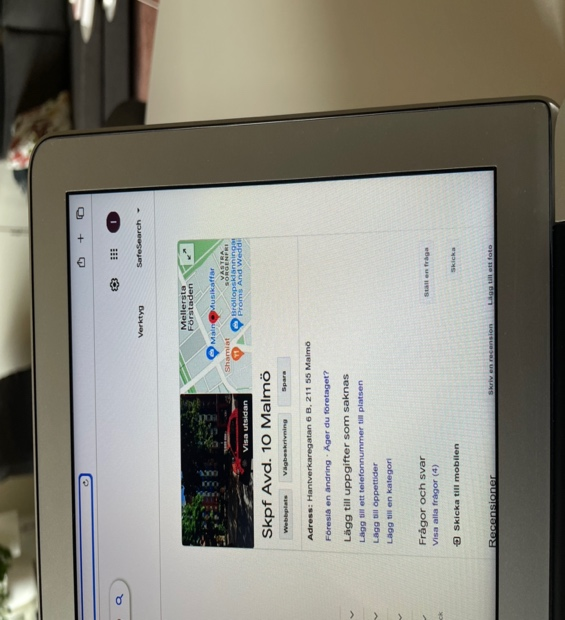 I
Verktyg
SafeSearch
Visa utsidan
Mellersta
Förstaden
Musikaffär
VÄSTRA
SORGENFRI
Shamiat
Bröllopsklänningar
Proms And Weddi
Skpf Avd. 10 Malmö
Webbplats
Vägbeskrivning
Spara
Adress: Hantverkaregatan 6 B, 211 55 Malmö
Föreslå en ändring · Äger du företaget?
Lägg till uppgifter som saknas
Lägg till ett telefonnummer till platsen
Lägg till öppettider
Lägg till en kategori
Frågor och svar
Visa alla frågor (4)
Ställ en fråga
Skicka till mobilen
Skicka
Recensioner
Skriv en recension
Lägg till ett foto